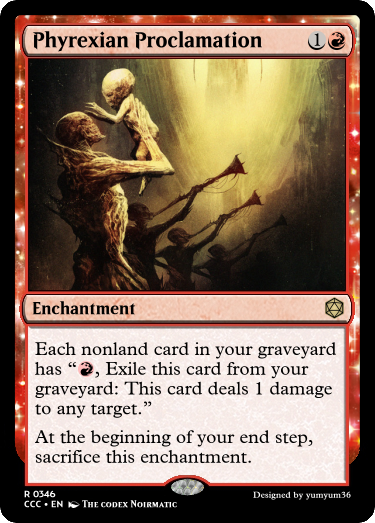 Phyrexian Proclamation 1
Enchantment
Each nonland card in your graveyard
has “, Exile this card from your
graveyard: This card deals 1 damage
to any target.”
At the beginning of your end step,
sacrifice this enchantment.
R 0346
CCC • EN The codex Noirmatic
Designed by yumyum36